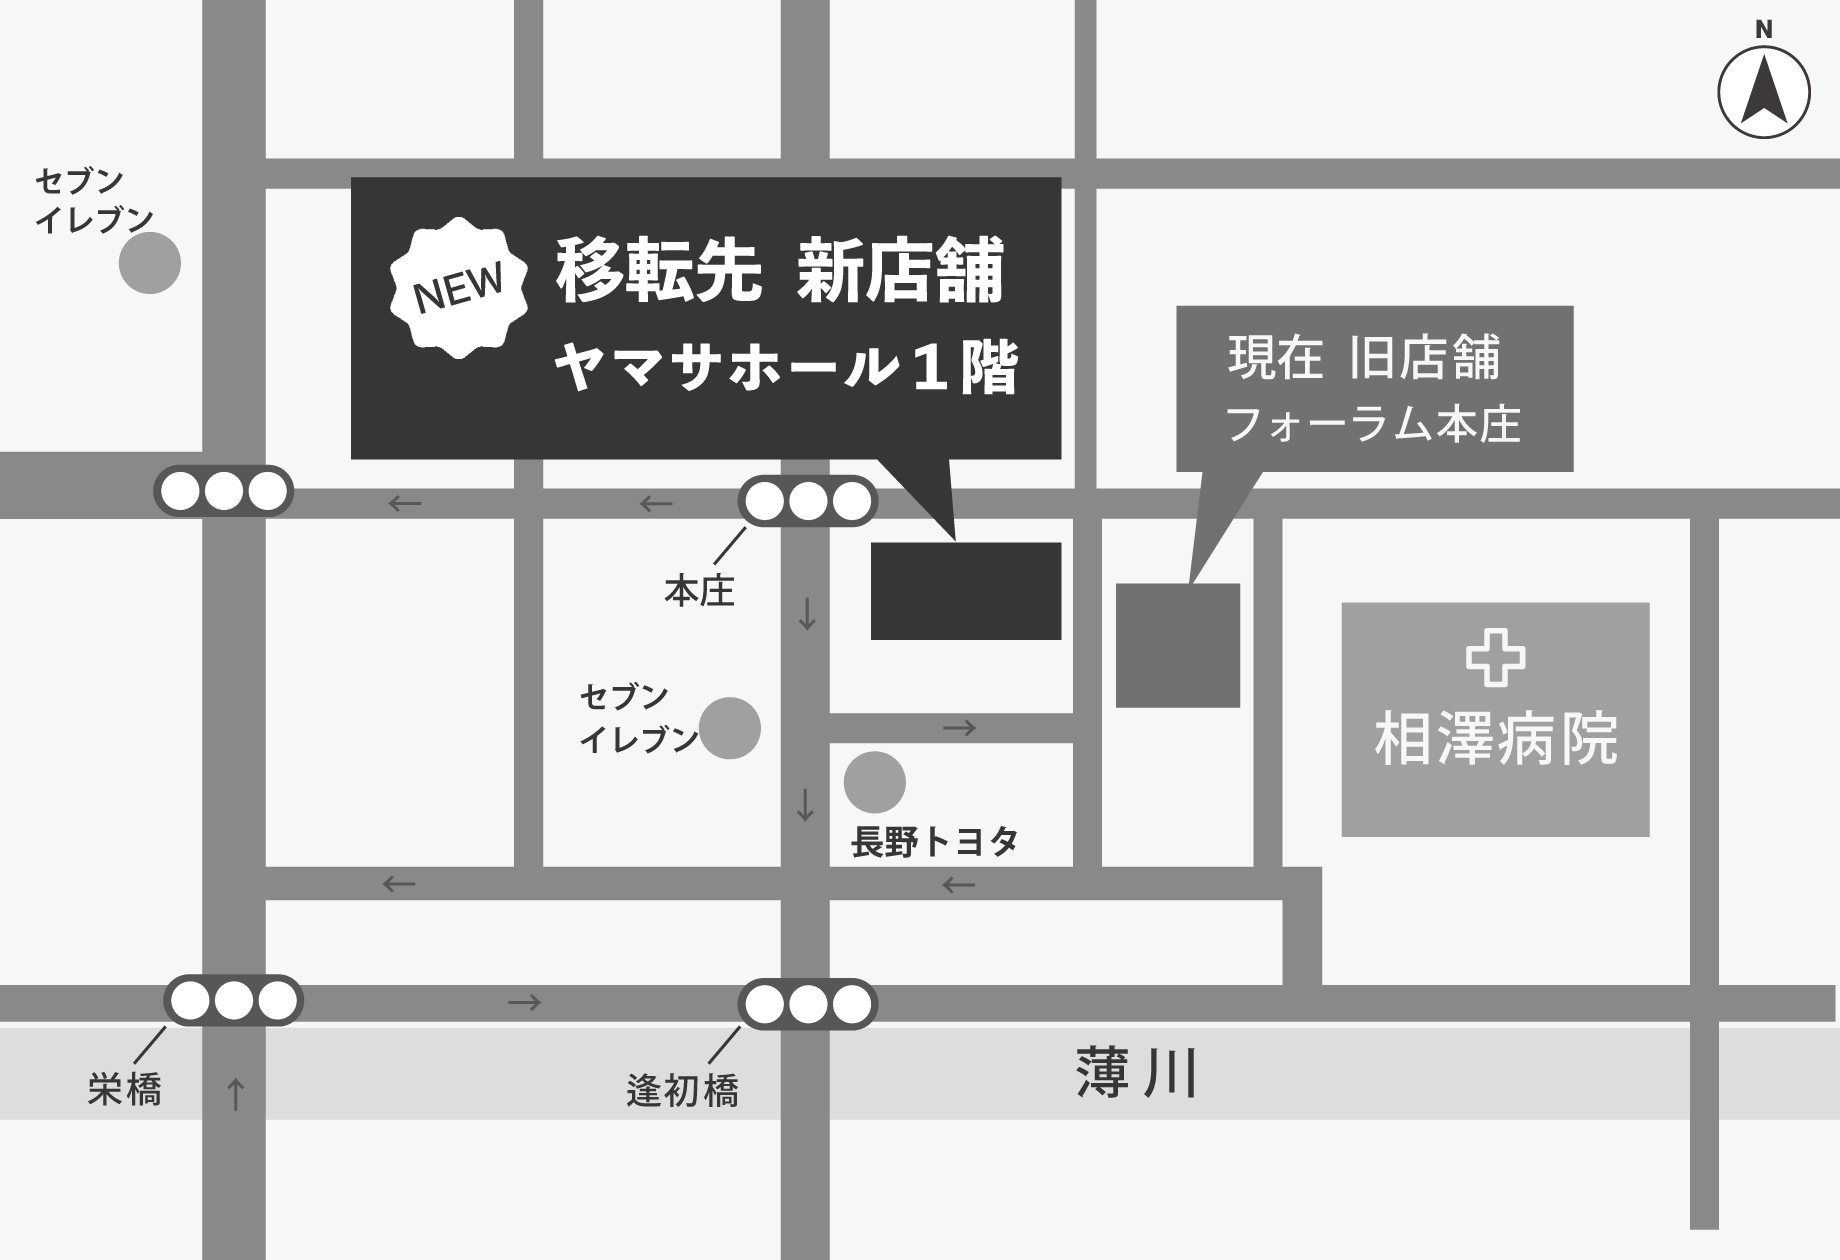 N
セブン
イレブン
NEW
移転先 新店舗
ヤマサホール1階
現在 旧店舗
フォーラム本庄
本庄
セブン
イレブン
相澤病院
長野トヨタ
栄橋
逢初橋
薄川